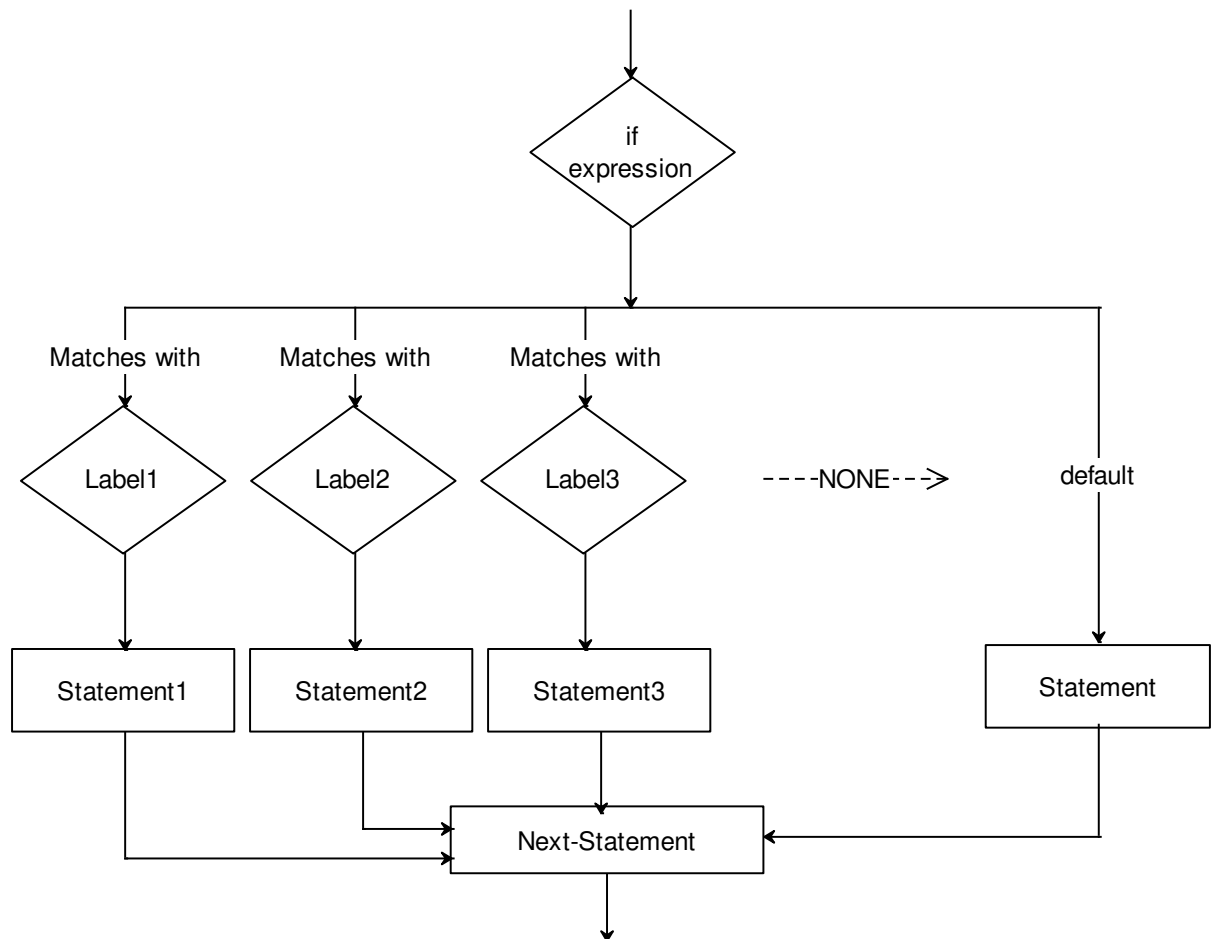 if
expression
Matches with
Matches with
Matches with
Label1
Label2
Label3
NONE
default
Statement1
Statement2
Statement3
Statement
Next-Statement